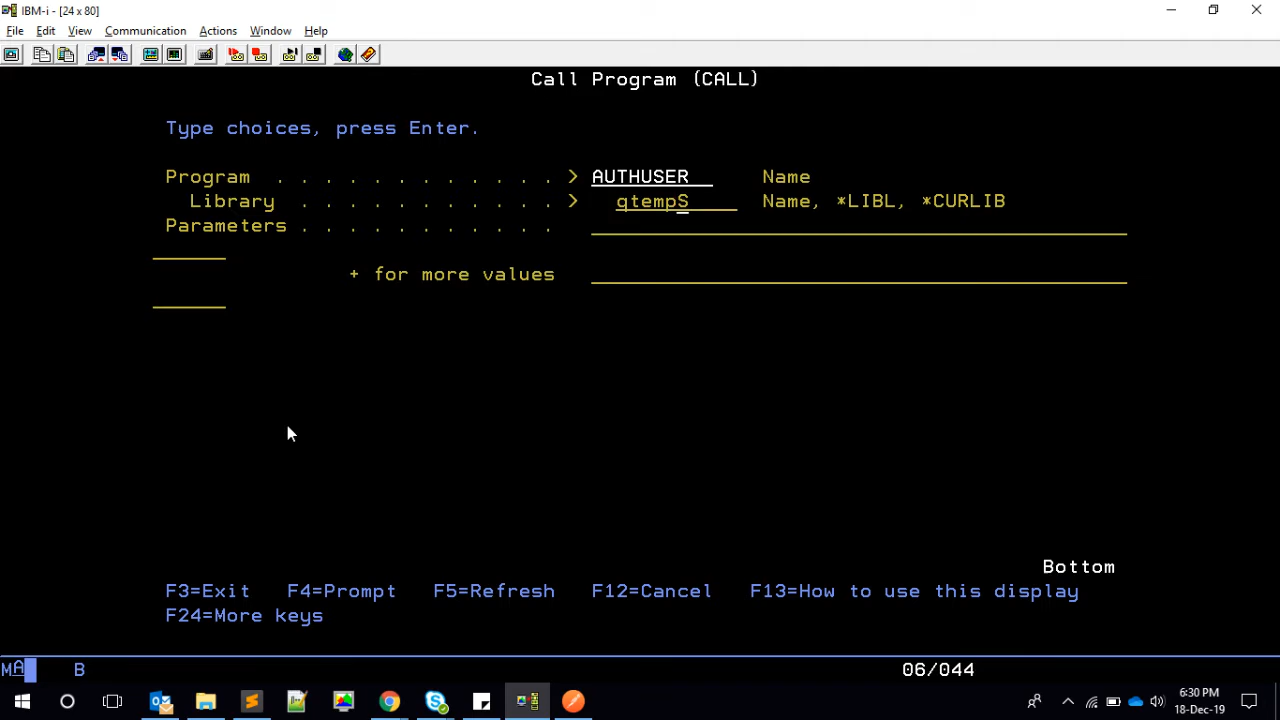 IBM-i - [24 x 80]
File Edit View Communication Actions Window Help
Call Program (CALL)
Type choices, press Enter.
Program . . . . . . . . . . . . > AUTHUSER Name
Library . . . . . . . . . . . > qtempS Name, *LIBL, *CURLIB
Parameters . . . . . . . . . . .
+ for more values
Bottom
F3=Exit F4=Prompt F5=Refresh F12=Cancel F13=How to use this display
F24=More keys
MA B 06/044
6:30 PM
18-Dec-19